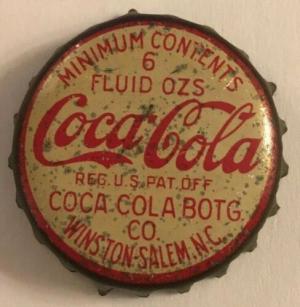 MINIMUM CONTENTS
6
FLUID OZS
Coca-Cola
REG. U.S. PAT. OFF.
COCA COLA BOTG.
CO.
WINSTON-SALEM, N.C.